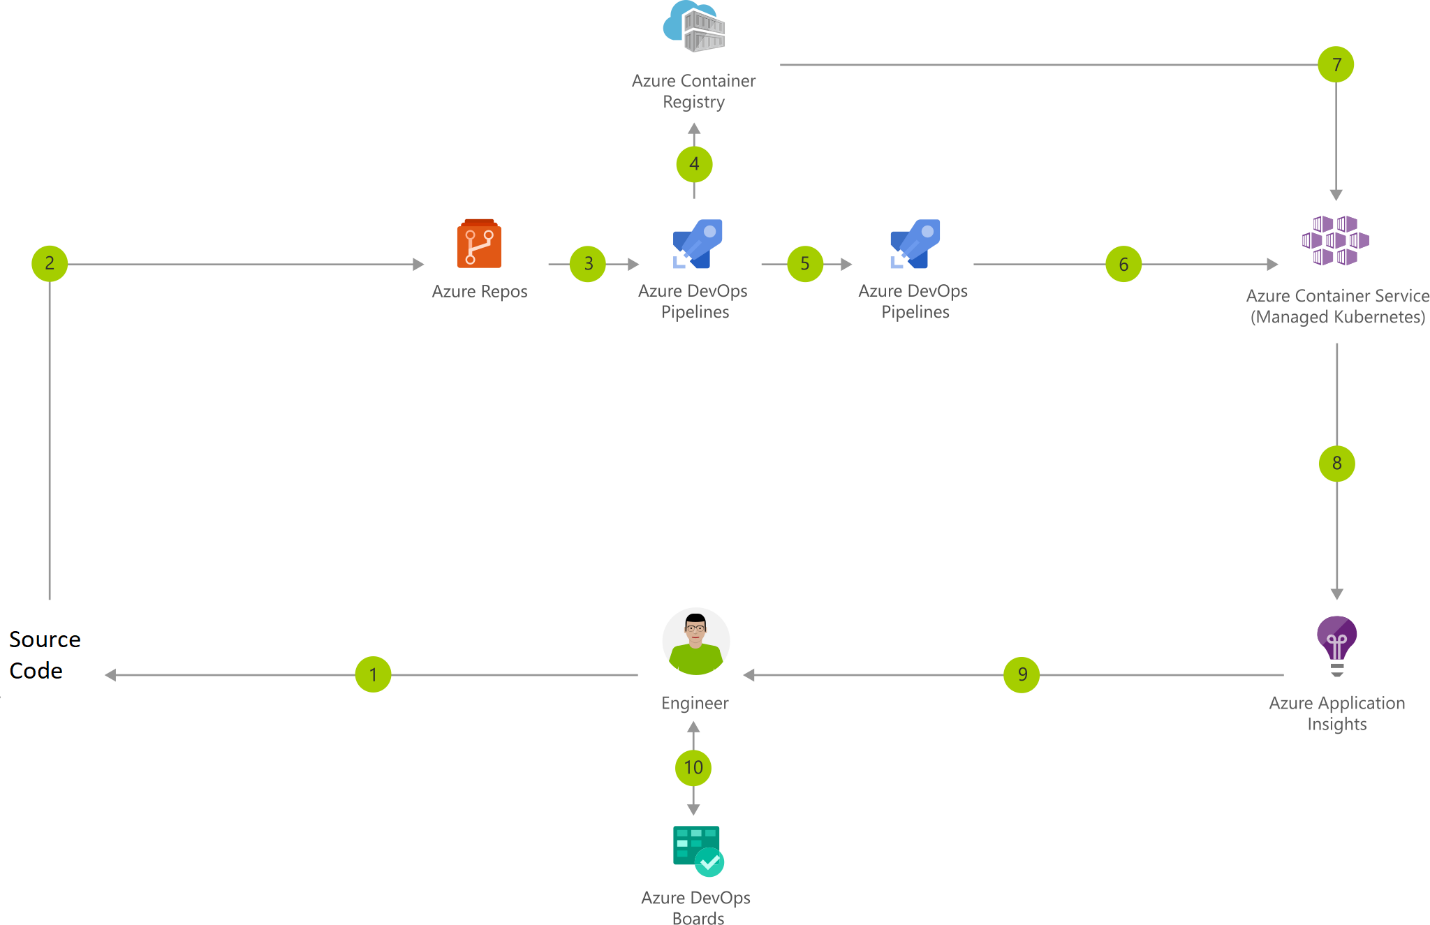 Azure Container
Registry
7
4
2
3
5
6
Azure Repos
Azure DevOps
Pipelines
Azure DevOps
Pipelines
Azure Container Service
(Managed Kubernetes)
8
Source
Code
1
9
Engineer
Azure Application
Insights
10
Azure DevOps
Boards